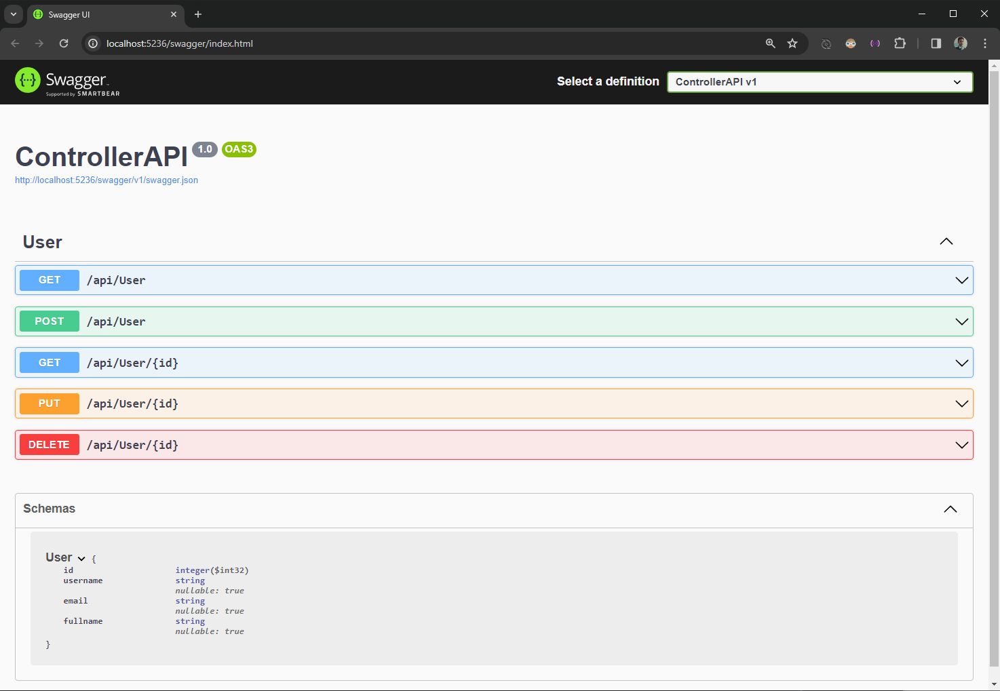 Swagger UI
localhost:5236/swagger/index.html
Swagger™
Supported by SMARTBEAR
Select a definition
ControllerAPI v1
ControllerAPI 1.0 OAS3
http://localhost:5236/swagger/v1/swagger.json
User
GET /api/User
POST /api/User
GET /api/User/{id}
PUT /api/User/{id}
DELETE /api/User/{id}
Schemas
User {
id integer($int32)
username string
nullable: true
email string
nullable: true
fullname string
nullable: true
}